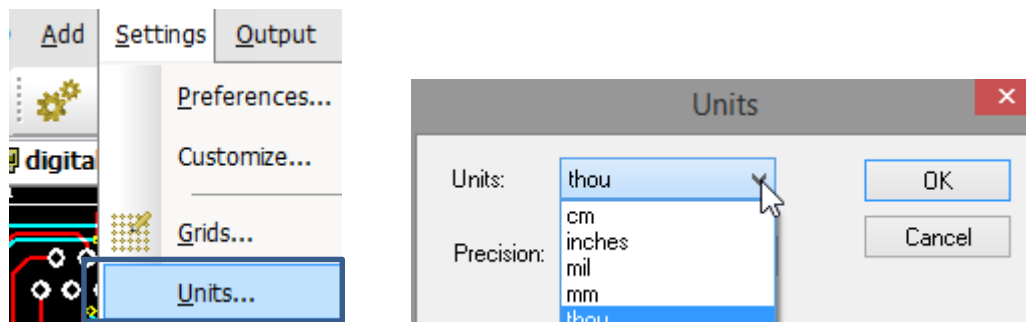 Add Settings Output
Preferences...
digita
Customize...
Grids...
Units...
Units
Units: thou
OK
cm
inches
Precision:
Cancel
mil
mm
thou